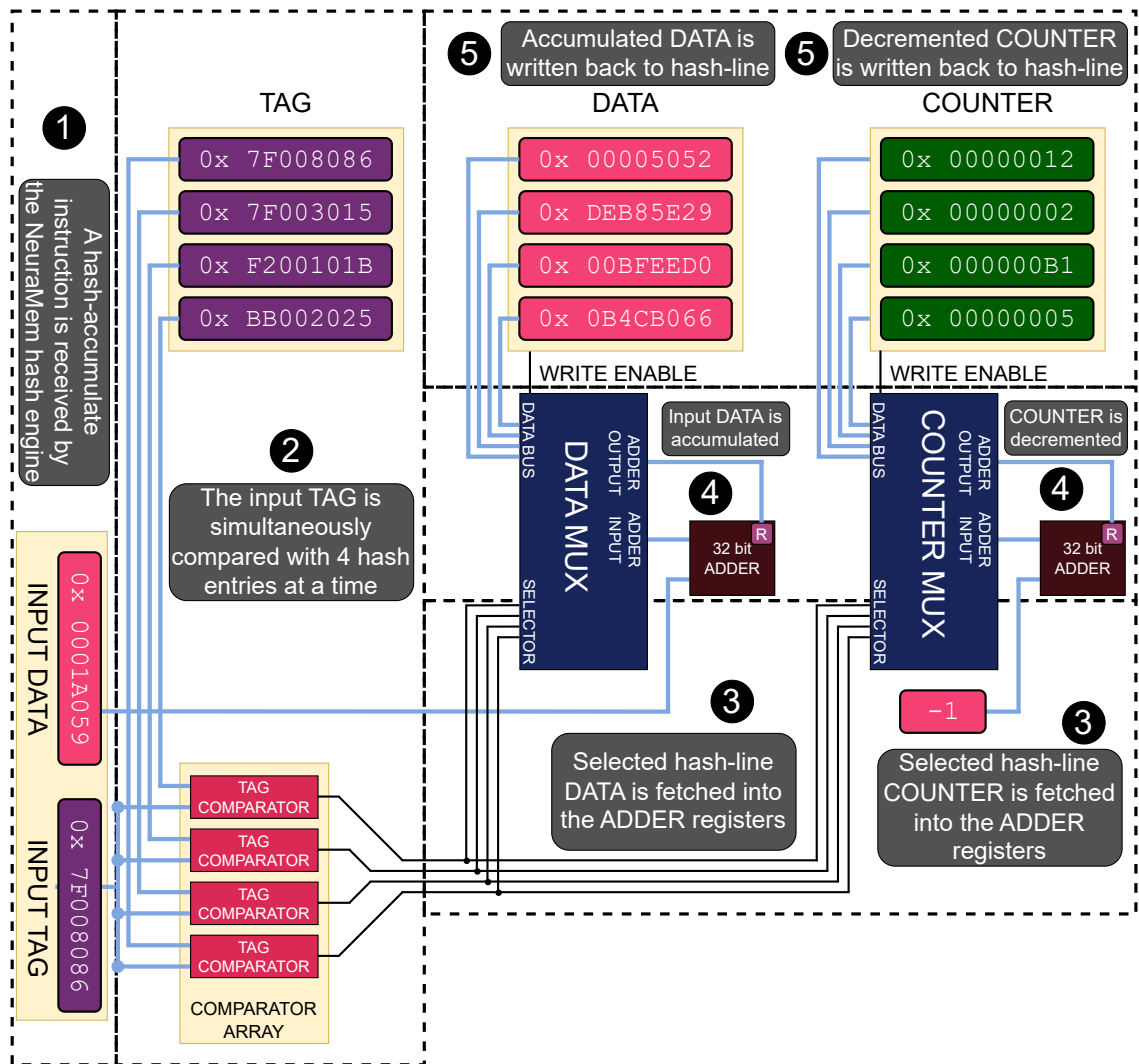 1
A hash-accumulate
instruction is received by
the NeuraMem hash engine
INPUT DATA
0x 0001A059
INPUT TAG
0x 7F008086
TAG
0x 7F008086
0x 7F003015
0x F200101B
0x BB002025
2
The input TAG is
simultaneously
compared with 4 hash
entries at a time
TAG
COMPARATOR
TAG
COMPARATOR
TAG
COMPARATOR
TAG
COMPARATOR
COMPARATOR
ARRAY
5
Accumulated DATA is
written back to hash-line
DATA
0x 00005052
0x DEB85E29
0x 00BFEED0
0x 0B4CB066
WRITE ENABLE
DATA BUS
DATA MUX
ADDER
OUTPUT
ADDER
INPUT
SELECTOR
Input DATA is
accumulated
4
R
32 bit
ADDER
3
Selected hash-line
DATA is fetched into
the ADDER registers
5
Decremented COUNTER
is written back to hash-line
COUNTER
0x 00000012
0x 00000002
0x 000000B1
0x 00000005
WRITE ENABLE
DATA BUS
COUNTER MUX
ADDER
OUTPUT
ADDER
INPUT
SELECTOR
COUNTER is
decremented
4
R
32 bit
ADDER
-1
3
Selected hash-line
COUNTER is fetched
into the ADDER
registers